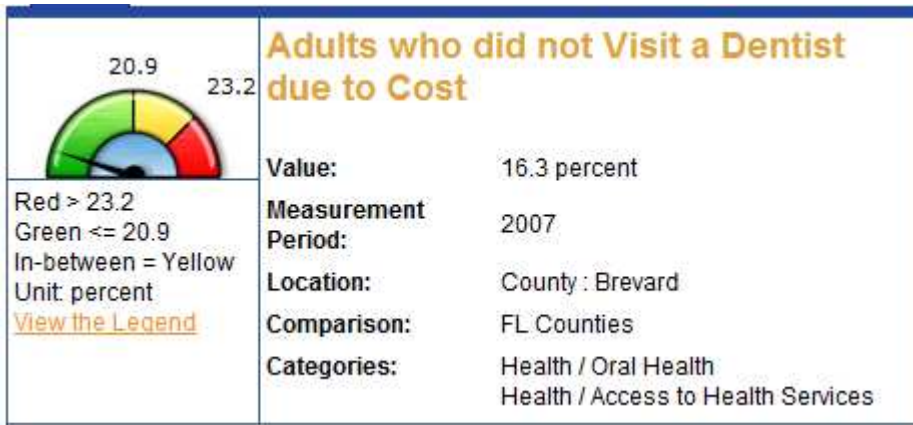 20.9
23.2
Red > 23.2
Green <= 20.9
In-between = Yellow
Unit: percent
View the Legend
Adults who did not Visit a Dentist
due to Cost
Value: 16.3 percent
Measurement
Period: 2007
Location: County : Brevard
Comparison: FL Counties
Categories: Health / Oral Health
Health / Access to Health Services